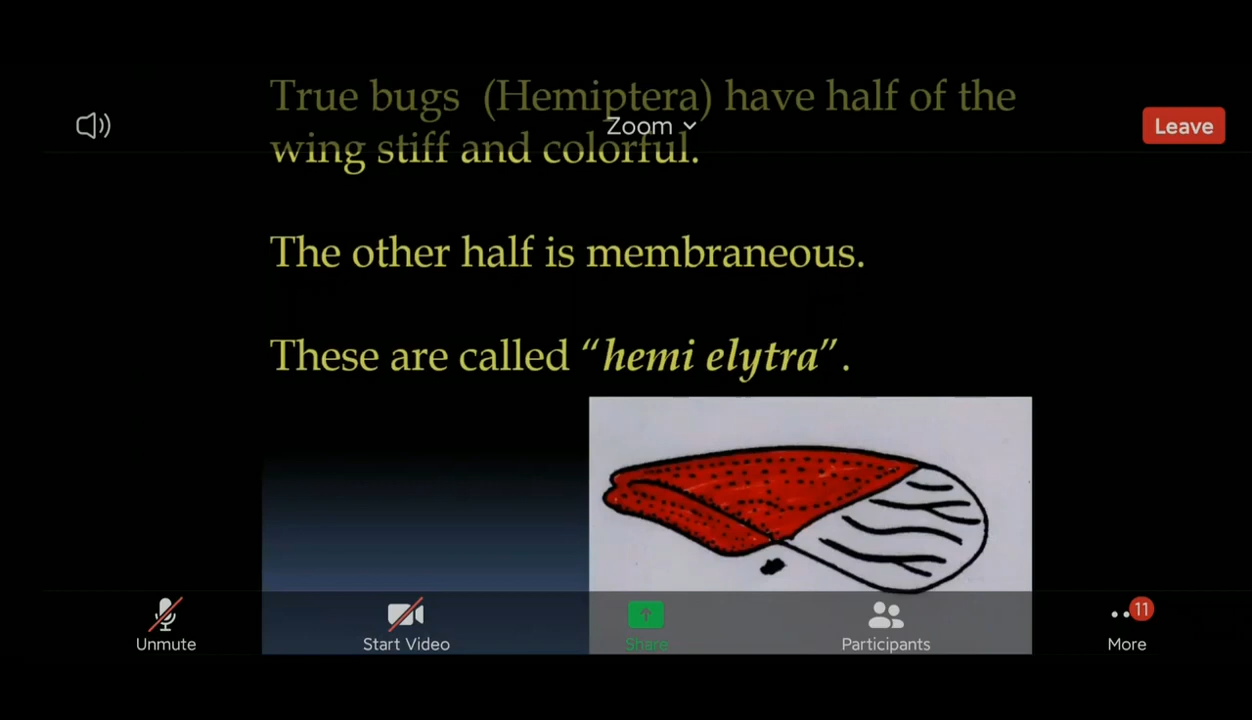 True bugs (Hemiptera) have half of the
Zoom
Leave
wing stiff and colorful.
The other half is membraneous.
These are called “hemi elytra”.
11
Unmute
Start Video
Share
Participants
More